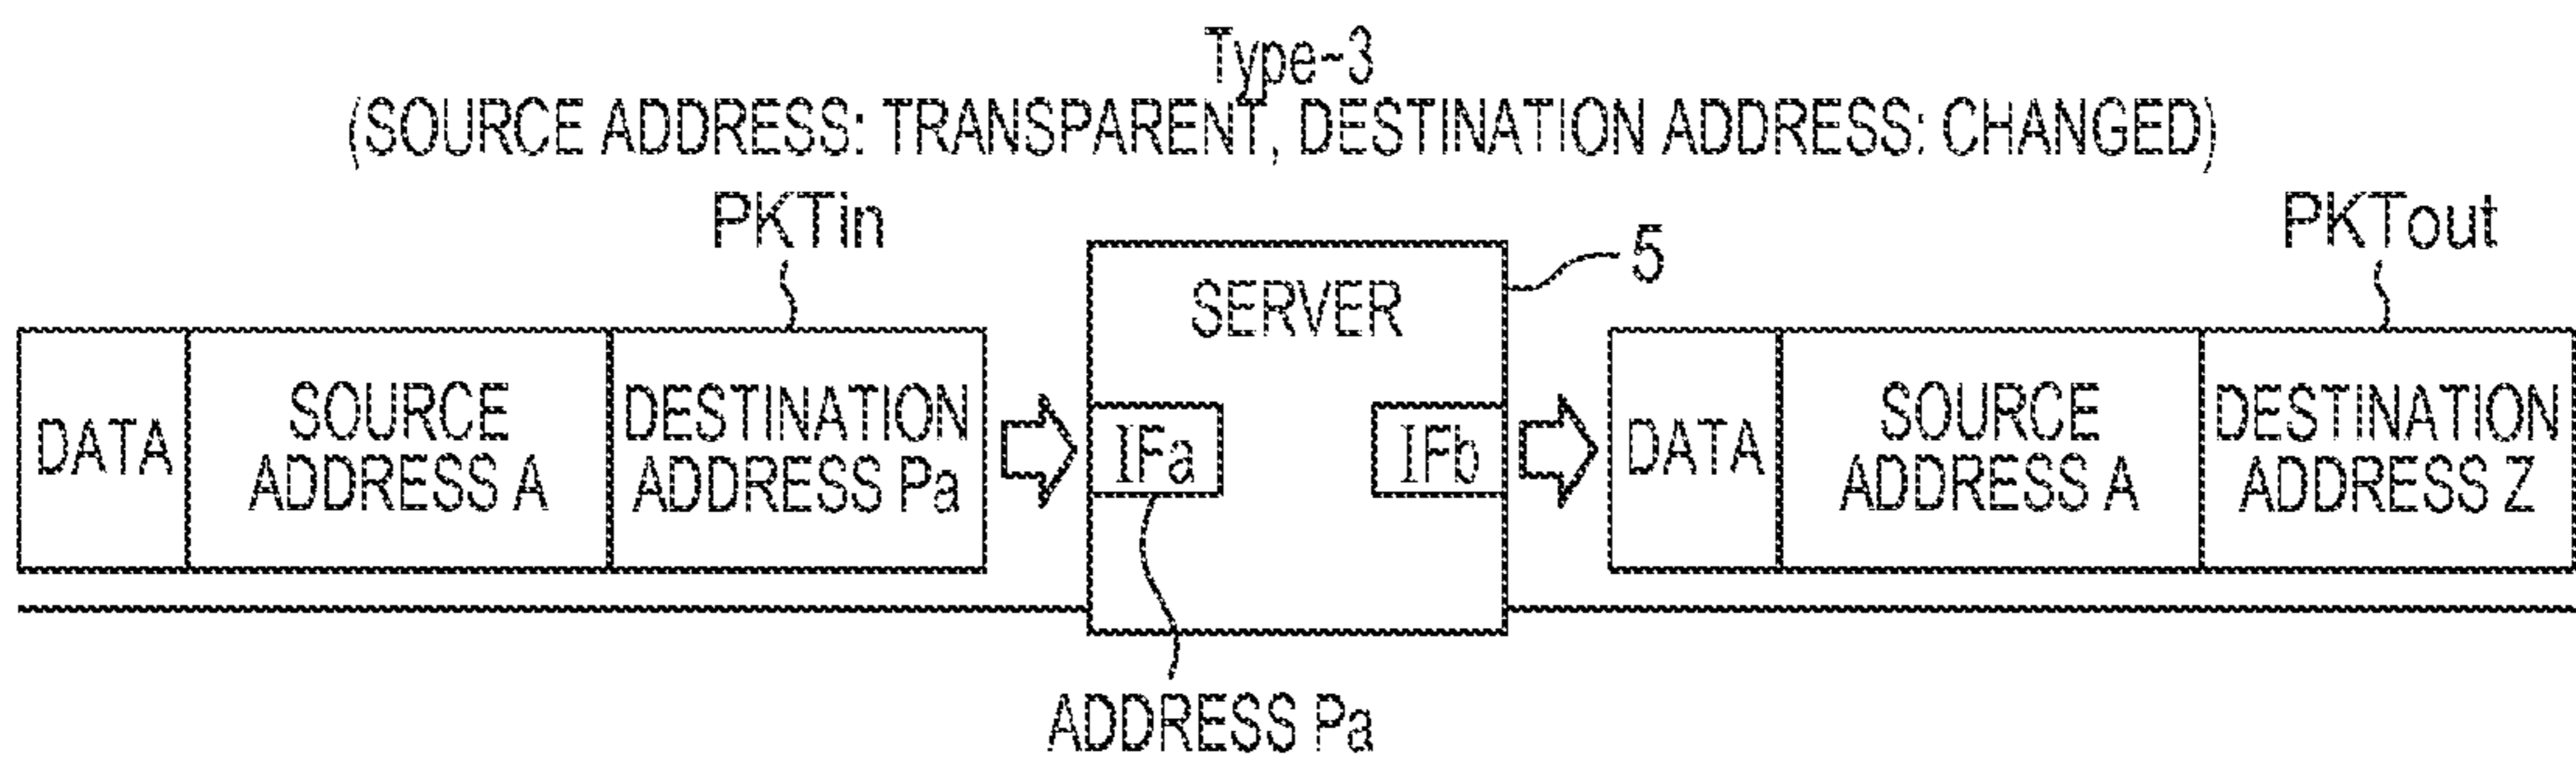 Type-3
(SOURCE ADDRESS: TRANSPARENT, DESTINATION ADDRESS: CHANGED)
PKTin
PKTout
5
SERVER
DATA
SOURCE
ADDRESS A
DESTINATION
ADDRESS Pa
IFa
IFb
DATA
SOURCE
ADDRESS A
DESTINATION
ADDRESS Z
ADDRESS Pa